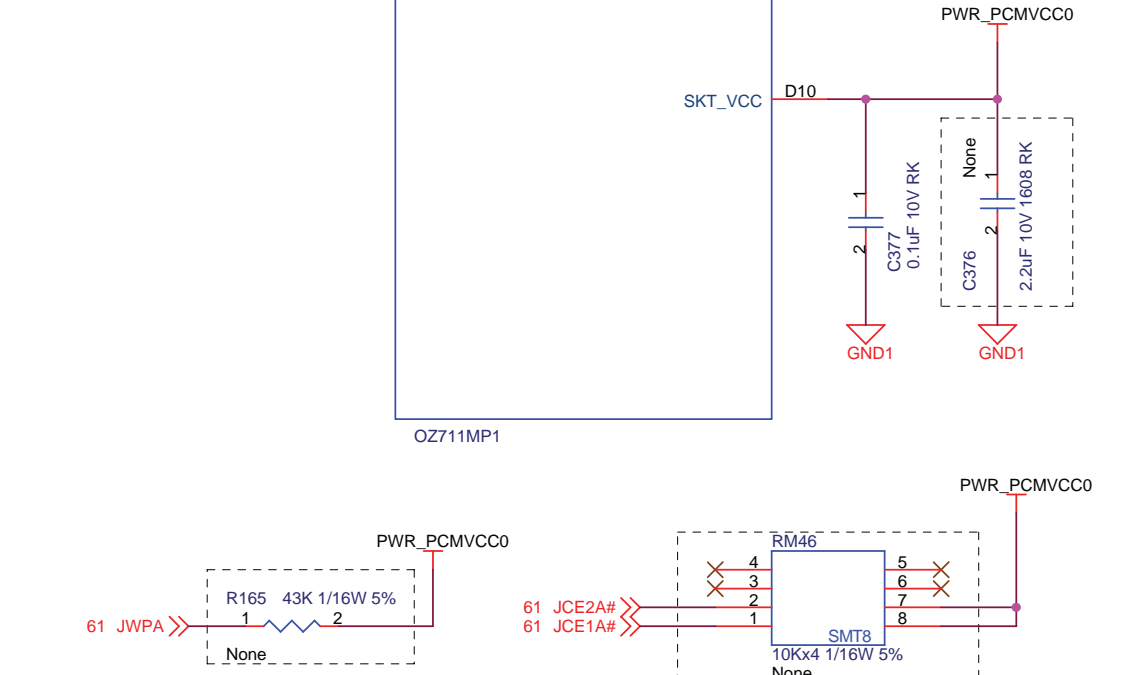 PWR_PCMVCC0
SKT_VCC
D10
1
2
C377
0.1uF 10V RK
None
1
2
C376
2.2uF 10V 1608 RK
GND1
GND1
OZ711MP1
PWR_PCMVCC0
PWR_PCMVCC0
R165 43K 1/16W 5%
61 JWPA
1
2
None
RM46
4
5
3
6
61 JCE2A#
2
7
61 JCE1A#
1
8
SMT8
10Kx4 1/16W 5%
None